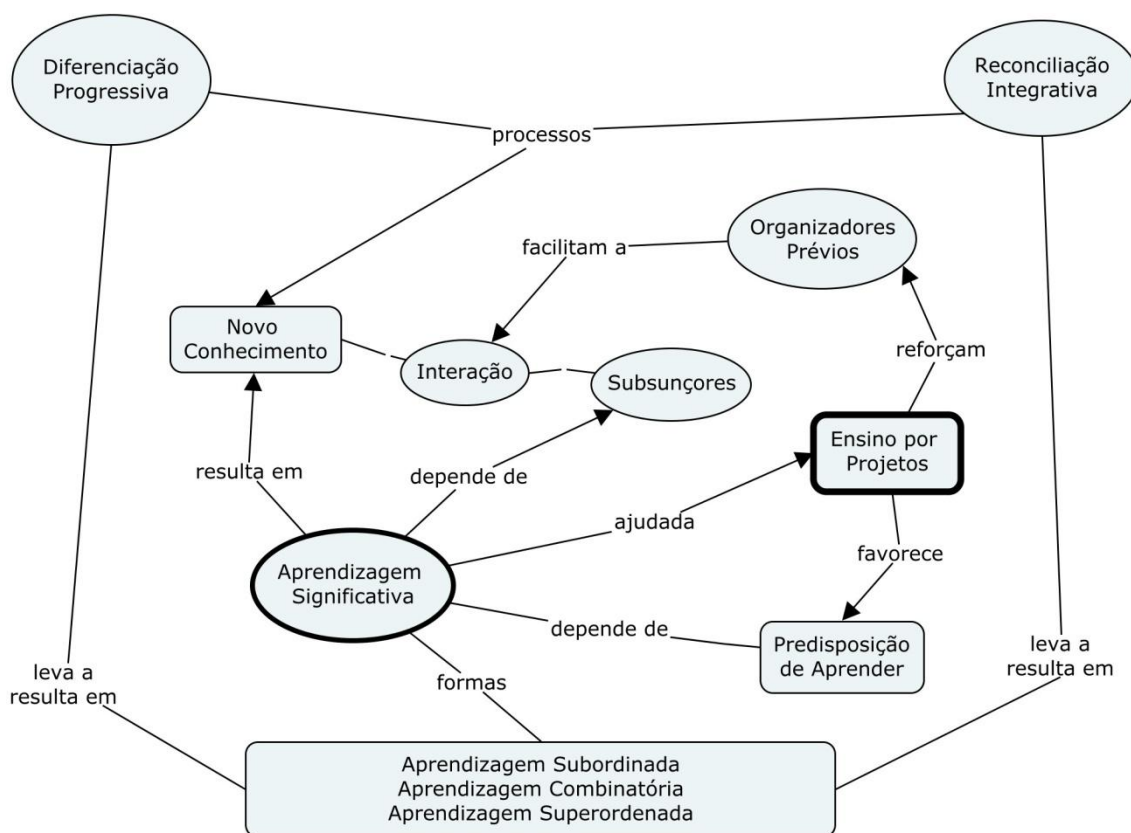 Diferenciação
Progressiva
Reconciliação
Integrativa
processos
Organizadores
Prévios
facilitam a
Novo
Conhecimento
Interação
Subsunçores
reforçam
Ensino por
Projetos
resulta em
depende de
ajudada
favorece
Aprendizagem
Significativa
depende de
Predisposição
de Aprender
leva a
resulta em
formas
leva a
resulta em
Aprendizagem Subordinada
Aprendizagem Combinatória
Aprendizagem Superordenada